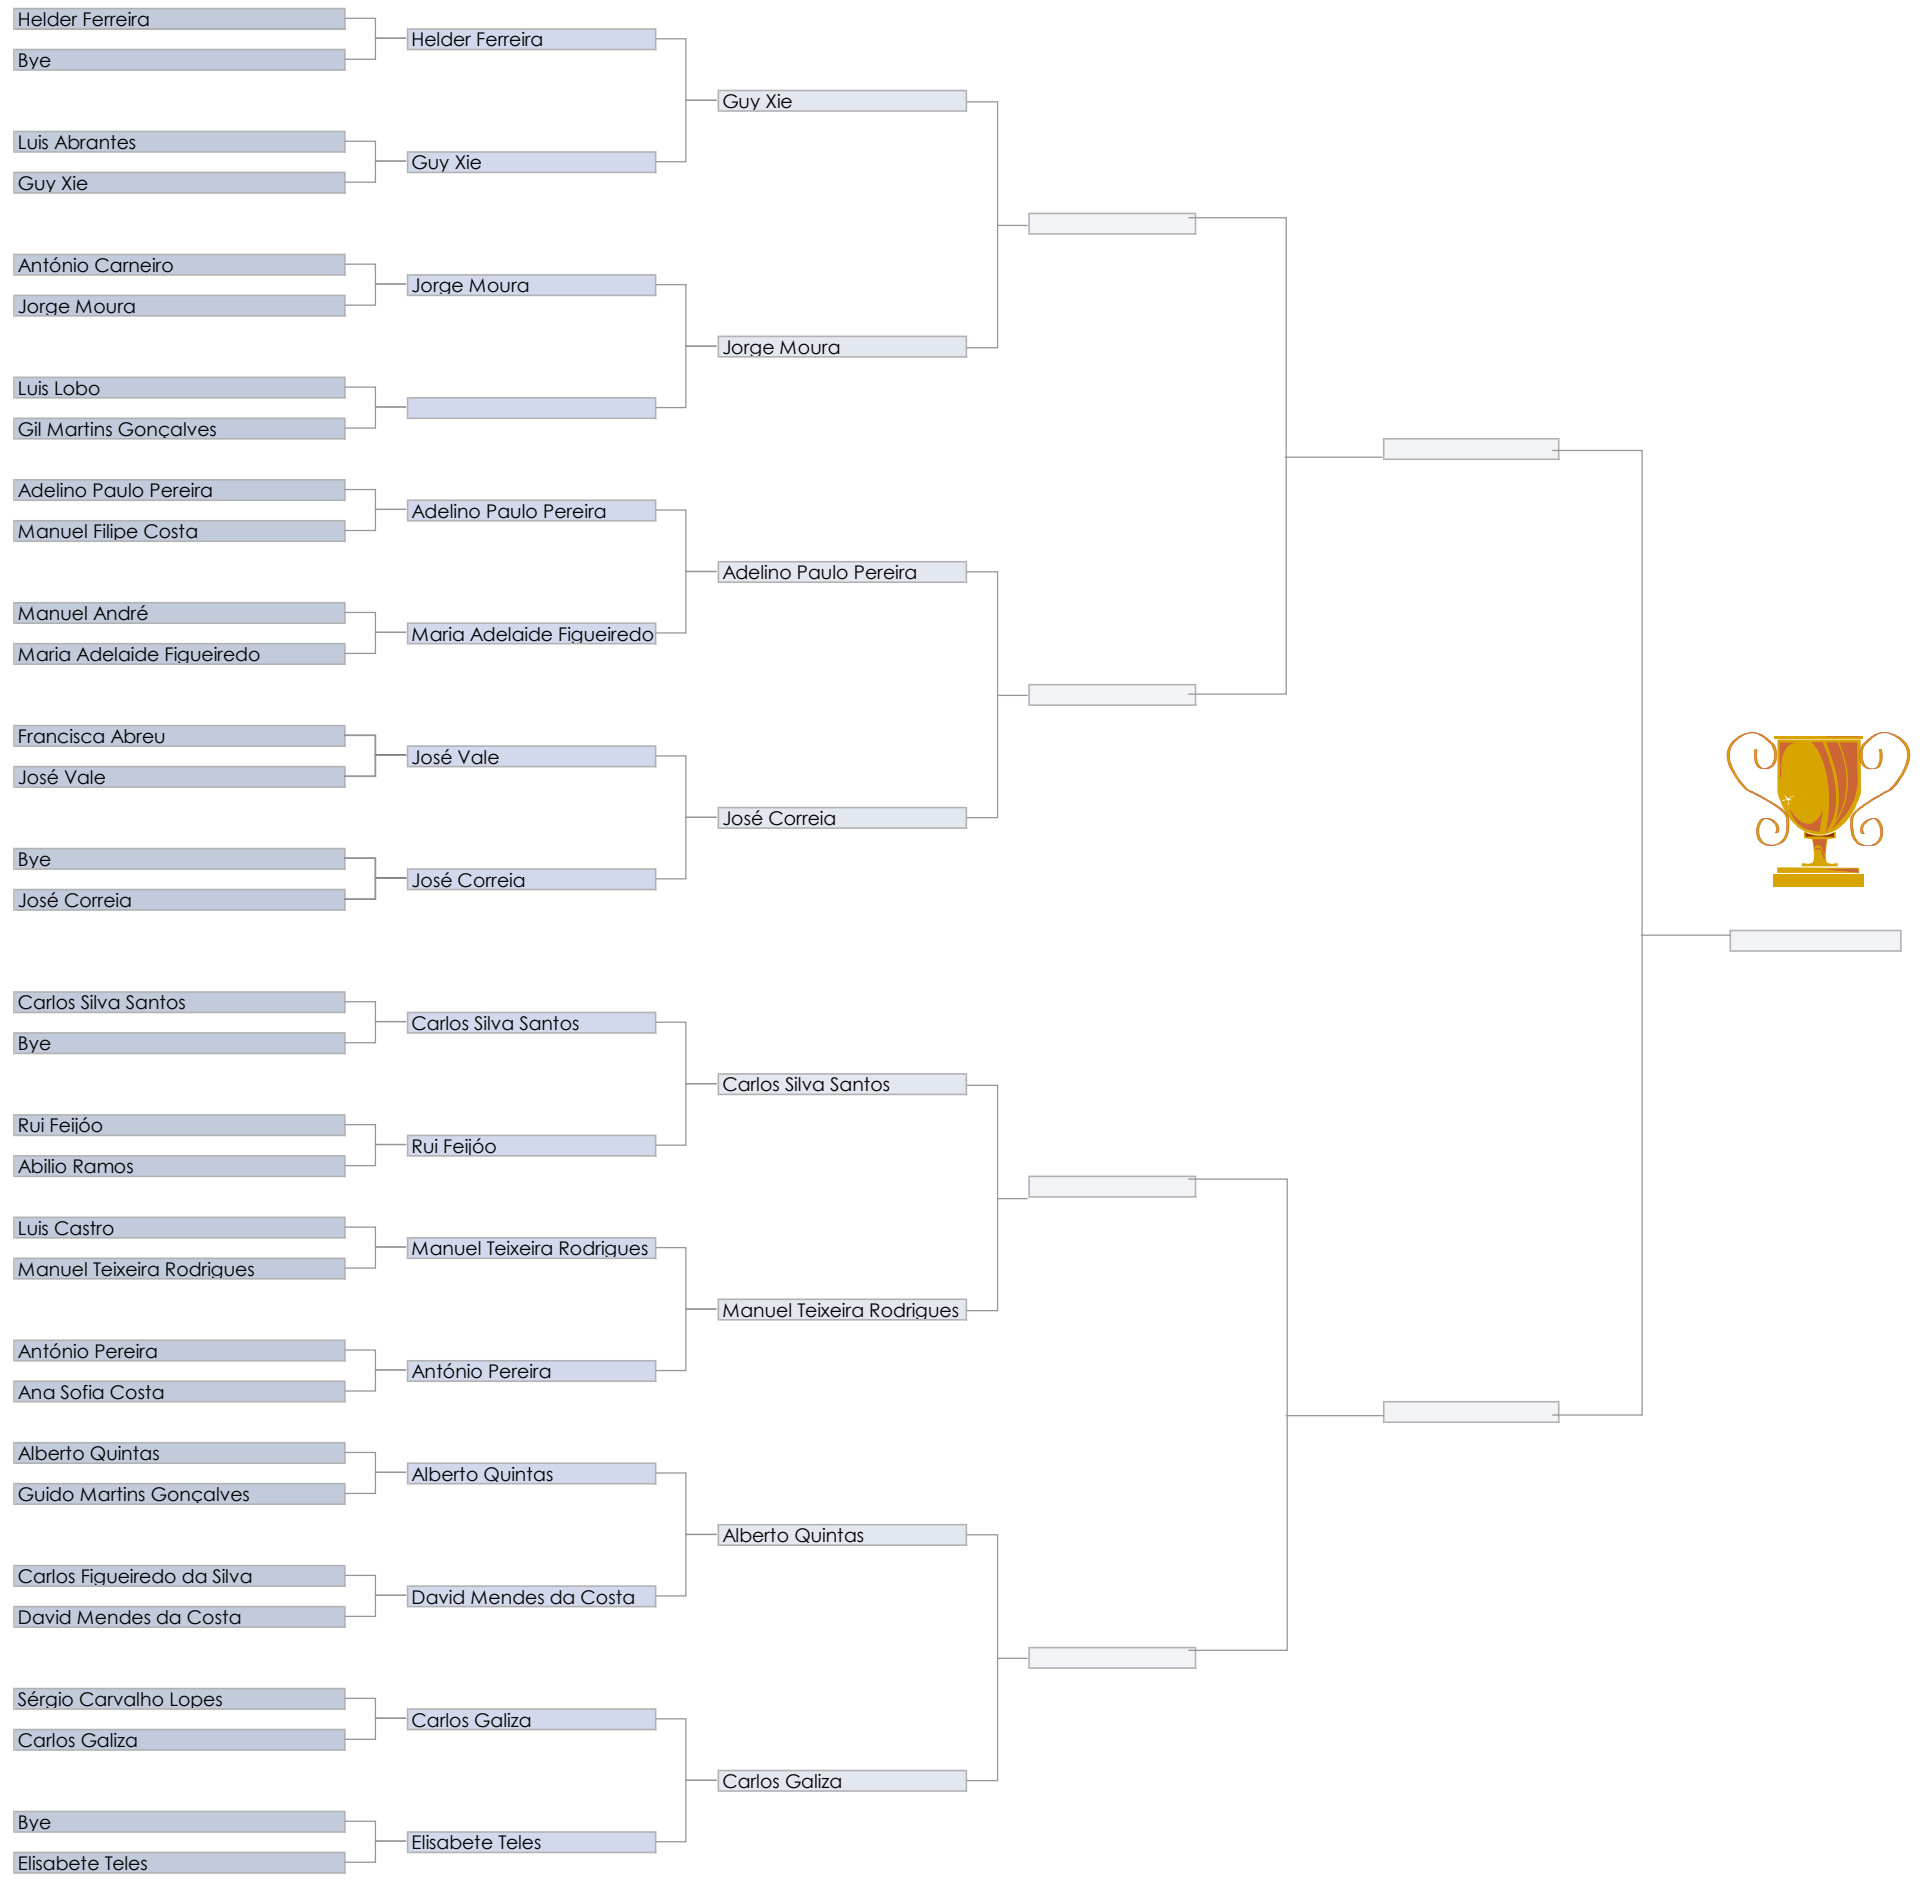 Helder Ferreira
Bye
Luis Abrantes
Guy Xie
António Carneiro
Jorge Moura
Luis Lobo
Gil Martins Gonçalves
Adelino Paulo Pereira
Manuel Filipe Costa
Manuel André
Maria Adelaide Figueiredo
Francisca Abreu
José Vale
Bye
José Correia
Carlos Silva Santos
Bye
Rui Feijóo
Abilio Ramos
Luis Castro
Manuel Teixeira Rodrigues
António Pereira
Ana Sofia Costa
Alberto Quintas
Guido Martins Gonçalves
Carlos Figueiredo da Silva
David Mendes da Costa
Sérgio Carvalho Lopes
Carlos Galiza
Bye
Elisabete Teles
Helder Ferreira
Guy Xie
Jorge Moura
Adelino Paulo Pereira
Maria Adelaide Figueiredo
José Vale
José Correia
Carlos Silva Santos
Rui Feijóo
Manuel Teixeira Rodrigues
António Pereira
Alberto Quintas
David Mendes da Costa
Carlos Galiza
Elisabete Teles
Guy Xie
Jorge Moura
Adelino Paulo Pereira
José Correia
Carlos Silva Santos
Manuel Teixeira Rodrigues
Alberto Quintas
Carlos Galiza